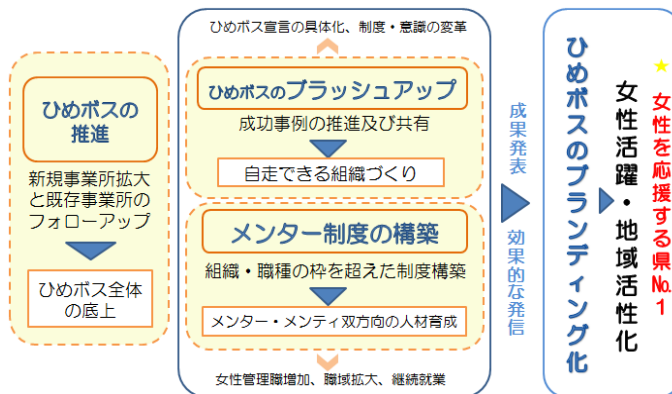 ひめボスの
推進
新規事業所拡大
と既存事業所の
フォローアップ
ひめボス全体
の底上
ひめボス宣言の具体化、制度・意識の変革
ひめボスのブラッシュアップ
成功事例の推進及び共有
自走できる組織づくり
メンター制度の構築
組織・職種の枠を超えた制度構築
メンター・メンティ双方向の人材育成
女性管理職増加、職域拡大、継続就業
成果発表
効果的な発信
ひめボスのブランディング化
女性活躍・地域活性化
★女性を応援する県№1